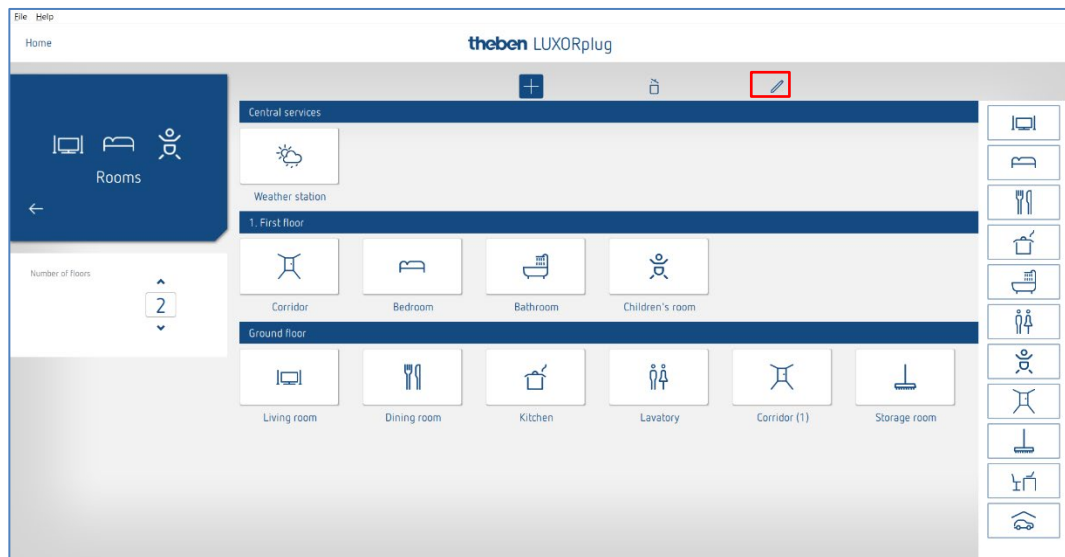 File Help
Home
theben LUXORplug
Central services
Rooms
Weather station
1. First floor
Number of floors
2
Corridor Bedroom Bathroom Children's room
Ground floor
Living room Dining room Kitchen Lavatory Corridor (1) Storage room